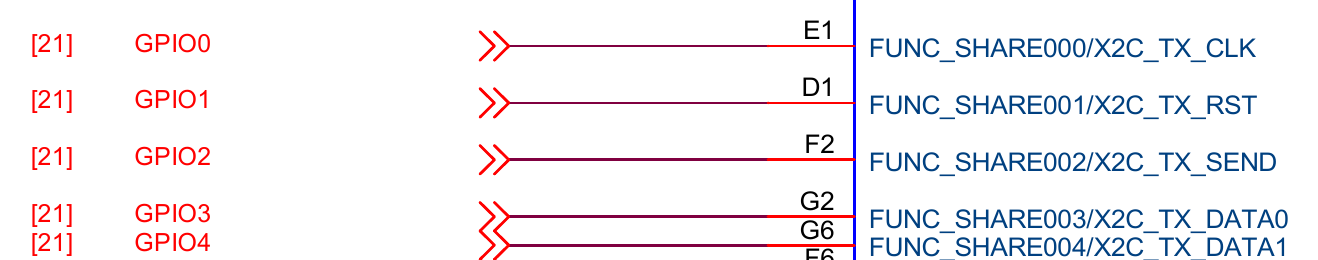 E1
[21] GPIO0 FUNC_SHARE000/X2C_TX_CLK
D1
[21] GPIO1 FUNC_SHARE001/X2C_TX_RST
F2
[21] GPIO2 FUNC_SHARE002/X2C_TX_SEND
G2
[21] GPIO3 FUNC_SHARE003/X2C_TX_DATA0
G6
[21] GPIO4 FUNC_SHARE004/X2C_TX_DATA1